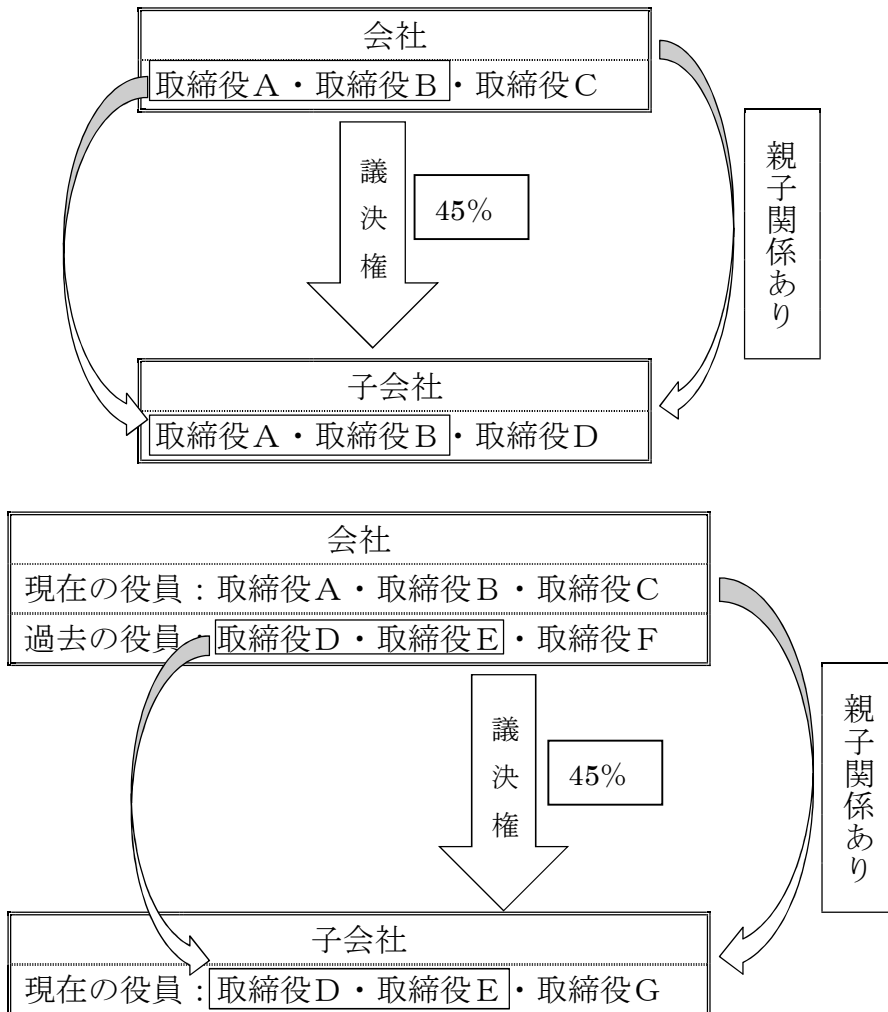 会社
取締役A・取締役B・取締役C
議決権
45%
親子関係あり
子会社
取締役A・取締役B・取締役D
会社
現在の役員:取締役A・取締役B・取締役C
過去の役員:取締役D・取締役E・取締役F
議決権
45%
親子関係あり
子会社
現在の役員:取締役D・取締役E・取締役G